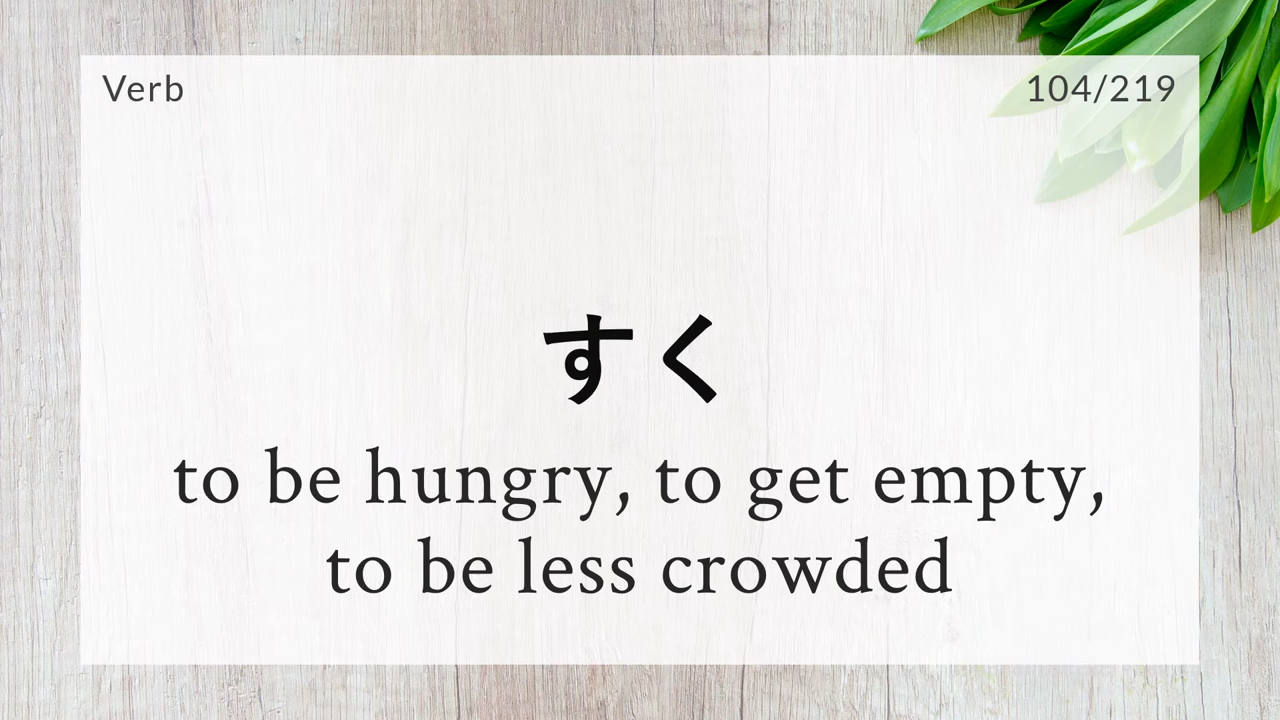 Verb
104/219
すく
to be hungry, to get empty,
to be less crowded